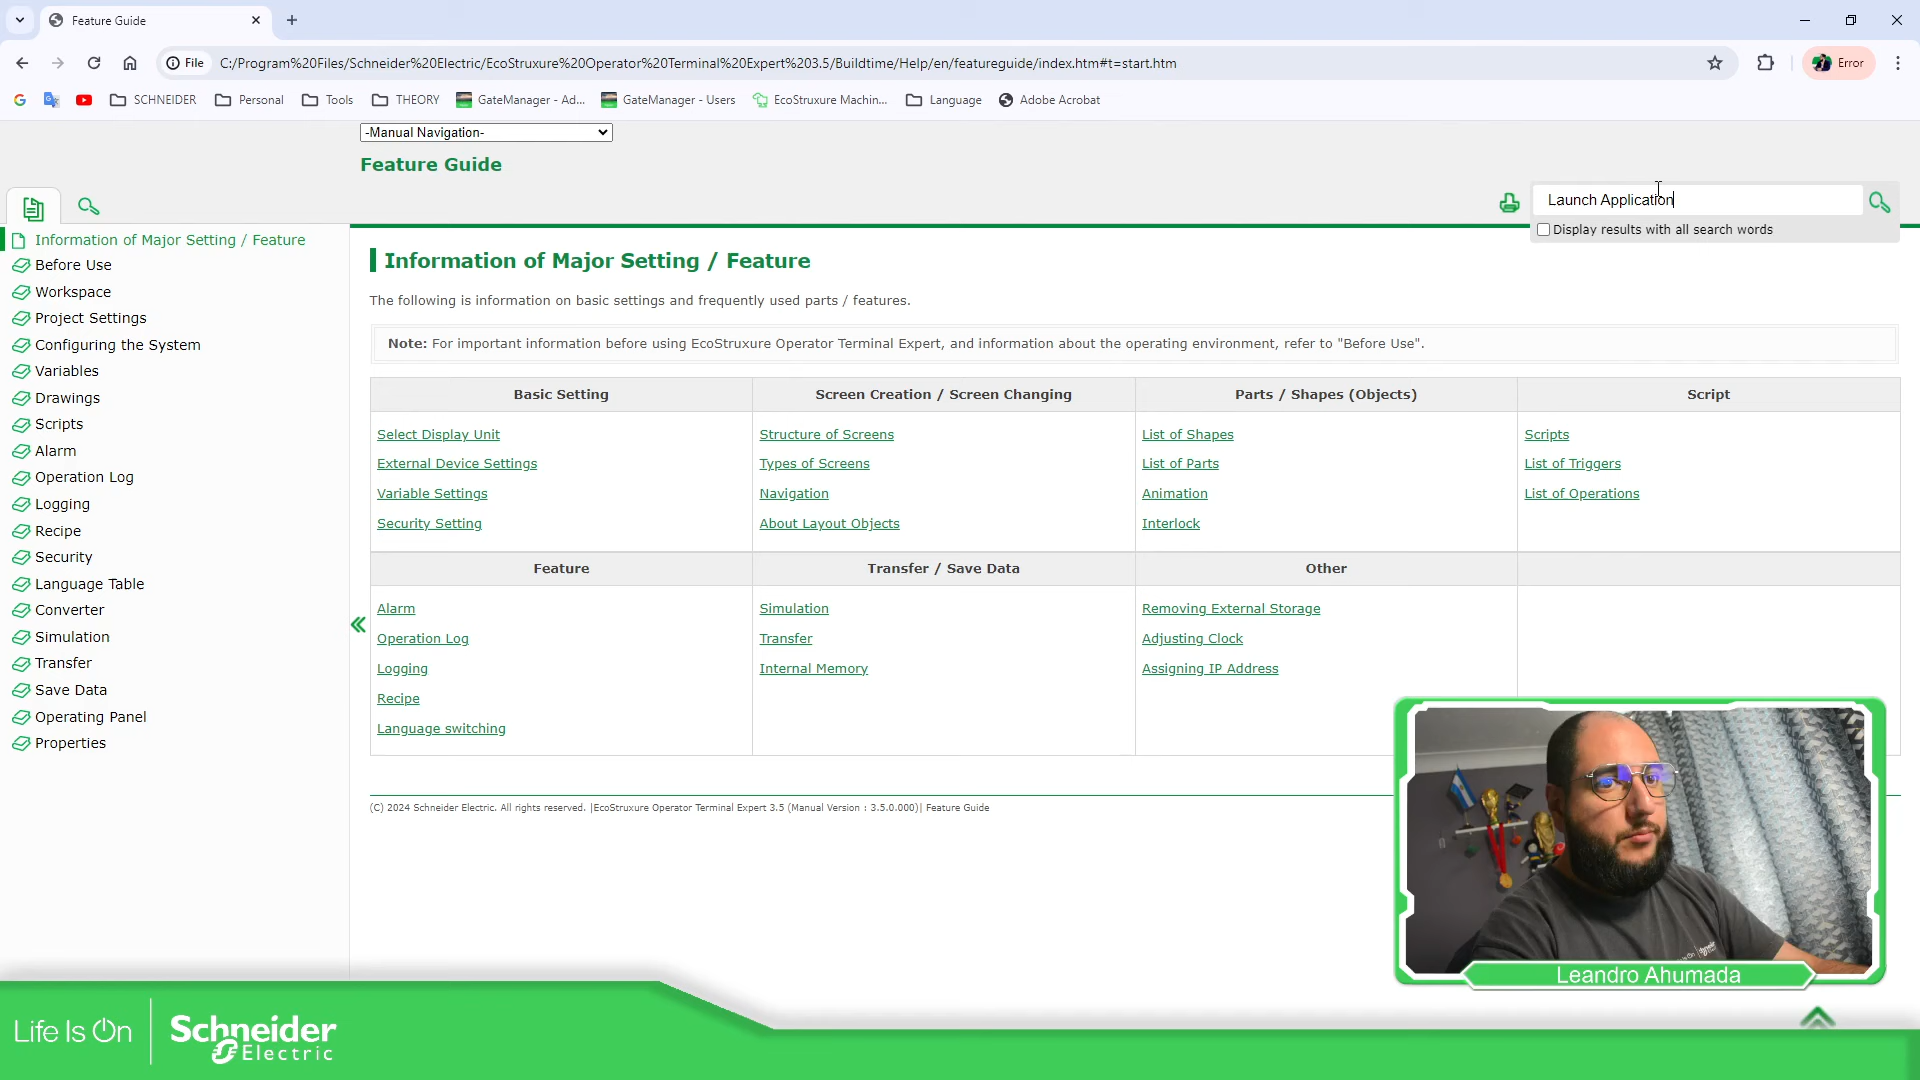 Feature Guide
File
C:/Program%20Files/Schneider%20Electric/EcoStruxure%20Operator%20Terminal%20Expert%203.5/Buildtime/Help/en/featureguide/index.htm#t=start.htm
Error
SCHNEIDER
Personal
Tools
THEORY
GateManager - Ad...
GateManager - Users
EcoStruxure Machin...
Language
Adobe Acrobat
-Manual Navigation-
Feature Guide
Launch Application
Display results with all search words
Information of Major Setting / Feature
Before Use
Workspace
Project Settings
Configuring the System
Variables
Drawings
Scripts
Alarm
Operation Log
Logging
Recipe
Security
Language Table
Converter
Simulation
Transfer
Save Data
Operating Panel
Properties
Information of Major Setting / Feature
The following is information on basic settings and frequently used parts / features.
Note: For important information before using EcoStruxure Operator Terminal Expert, and information about the operating environment, refer to "Before Use".
Basic Setting
Screen Creation / Screen Changing
Parts / Shapes (Objects)
Script
Select Display Unit
External Device Settings
Variable Settings
Security Setting
Structure of Screens
Types of Screens
Navigation
About Layout Objects
List of Shapes
List of Parts
Animation
Interlock
Scripts
List of Triggers
List of Operations
Feature
Transfer / Save Data
Other
Alarm
Operation Log
Logging
Recipe
Language switching
Simulation
Transfer
Internal Memory
Removing External Storage
Adjusting Clock
Assigning IP Address
(C) 2024 Schneider Electric. All rights reserved. |EcoStruxure Operator Terminal Expert 3.5 (Manual Version : 3.5.0.000)| Feature Guide
Leandro Ahumada
Life Is On
Schneider
Electric